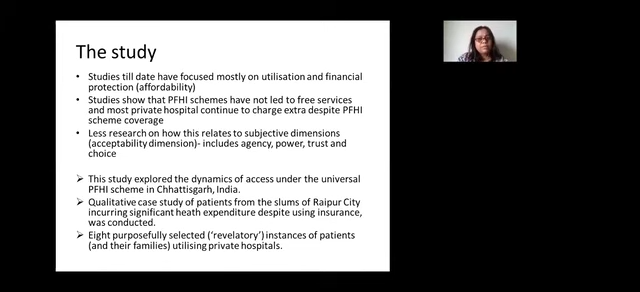 The study
• Studies till date have focused mostly on utilisation and financial
protection (affordability)
• Studies show that PFHI schemes have not led to free services
and most private hospital continue to charge extra despite PFHI
scheme coverage
• Less research on how this relates to subjective dimensions
(acceptability dimension)- includes agency, power, trust and
choice
➢ This study explored the dynamics of access under the universal
PFHI scheme in Chhattisgarh, India.
➢ Qualitative case study of patients from the slums of Raipur City
incurring significant heath expenditure despite using insurance,
was conducted.
➢ Eight purposefully selected ('revelatory') instances of patients
(and their families) utilising private hospitals.